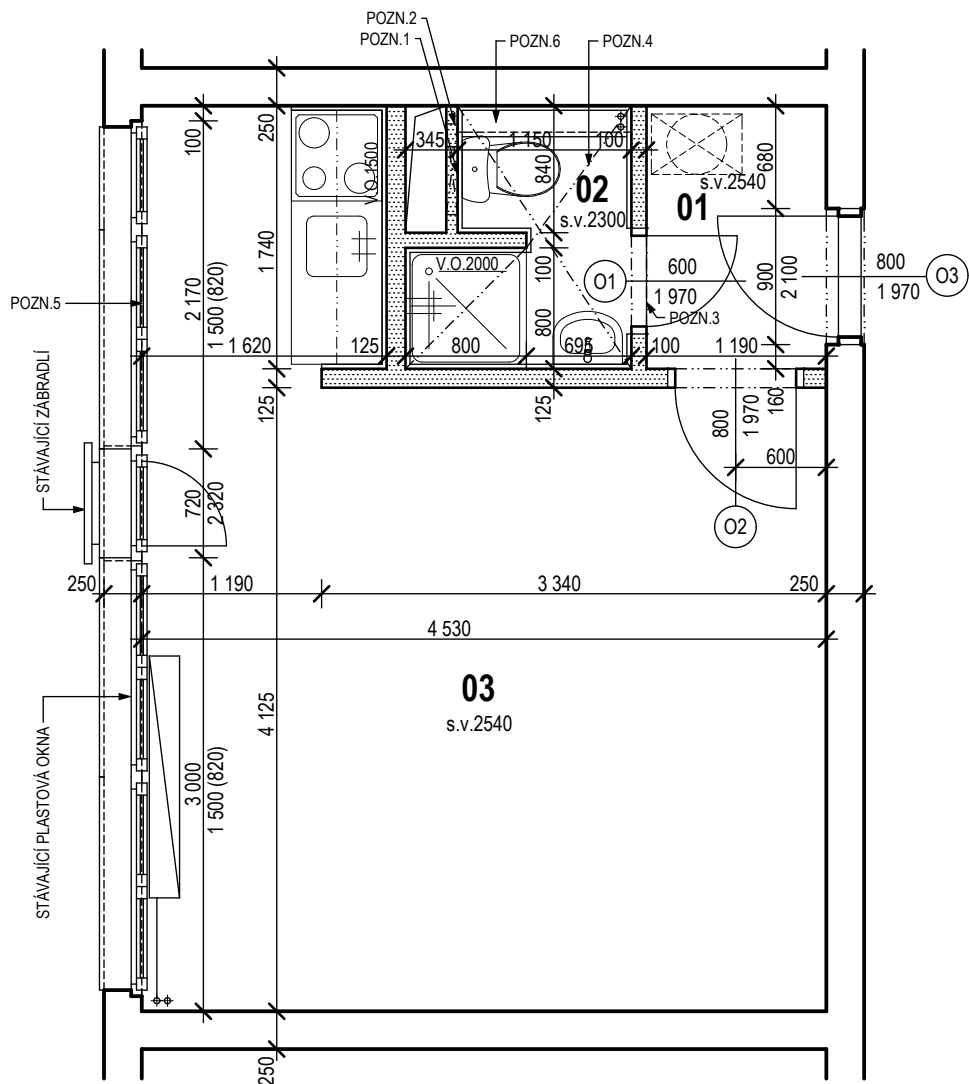 POZN.2
POZN.1
POZN.6
POZN.4
100
250
345
1 150
100
680
V.O.1500
840
02
s.v.2300
s.v.2540
01
1 740
2 170
1 500 (820)
V.O.2000
100
O1
600
1 970
900
2 100
800
1 970
O3
POZN.5
POZN.3
800
1 620
125
800
695
100
1 190
125
125
800
1 970
160
600
STÁVAJÍCÍ ZÁBRADLÍ
720
2 320
O2
250
1 190
3 340
250
4 530
03
s.v.2540
4 125
STÁVAJÍCÍ PLASTOVÁ OKNA
3 000
1 500 (820)
250